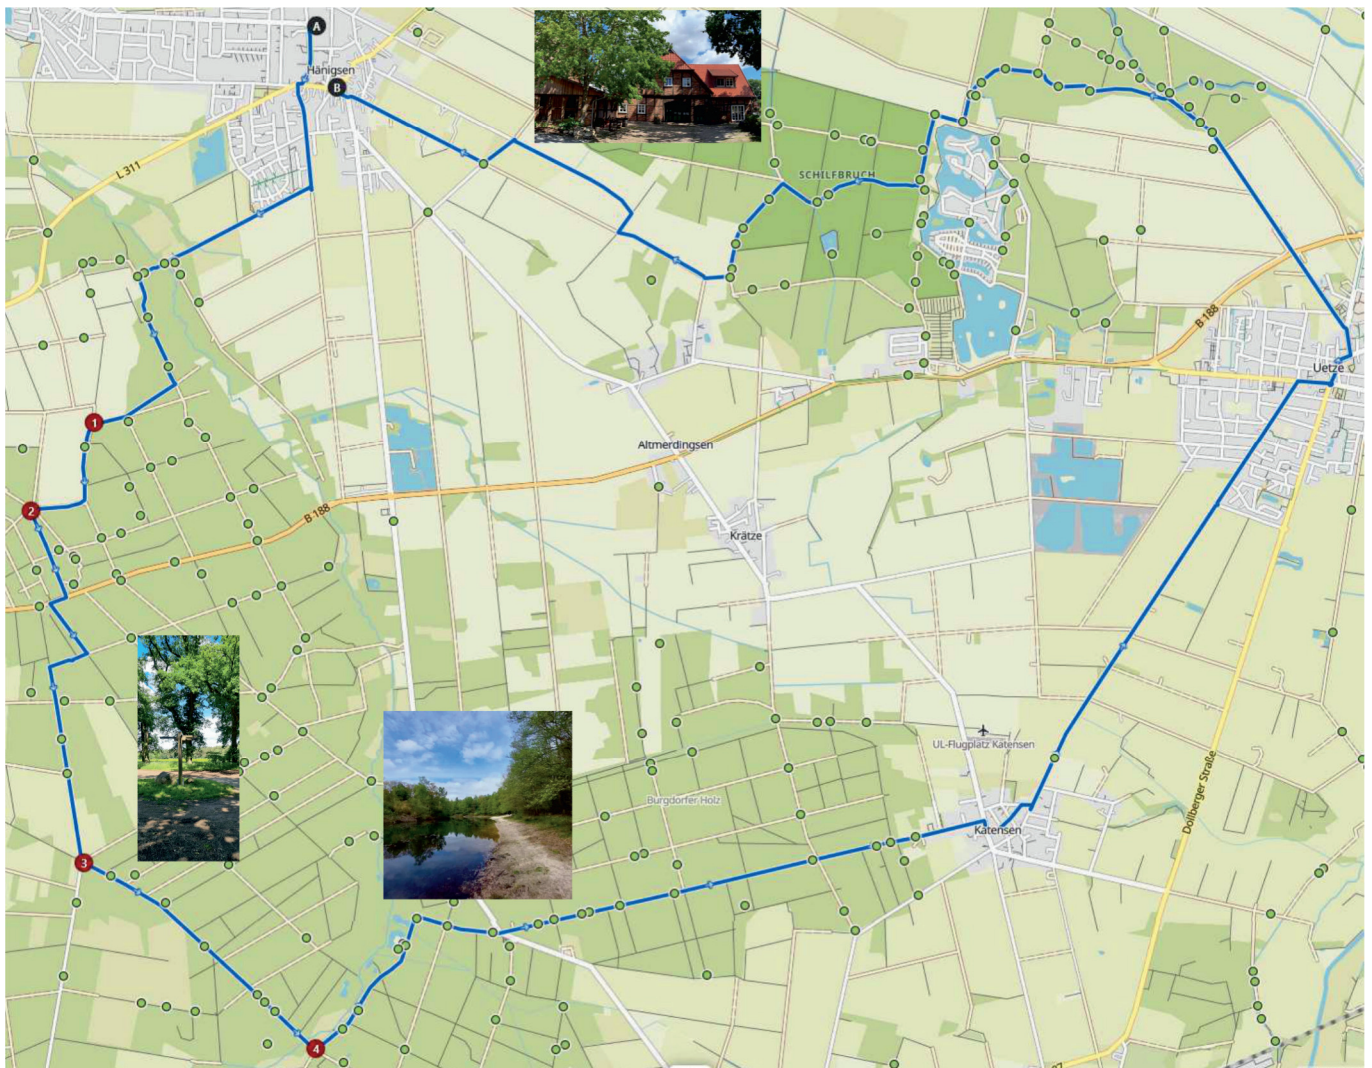 A
Hänigsen
B
L 311
SCHILFBRUCH
B 188
Uetze
1
Altmerdingsen
2
B 188
Krätze
UL-Flugplatz Katensen
Dollberger Straße
Burgdorfer Holz
Katensen
3
4